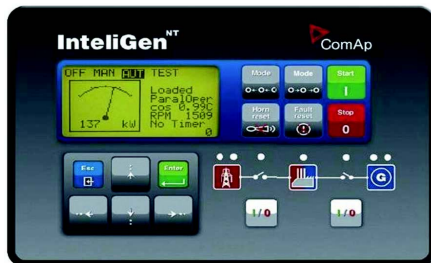 InteliGen NT
ComAp
OFF MAN AUT TEST
Loaded
ParalOper
cos 0.99C
RPM 1509
No Timer
0
137 kW
Mode
Mode
Start
I
Horn reset
Fault reset
Stop
0
Esc
Enter
G
I/0
I/0